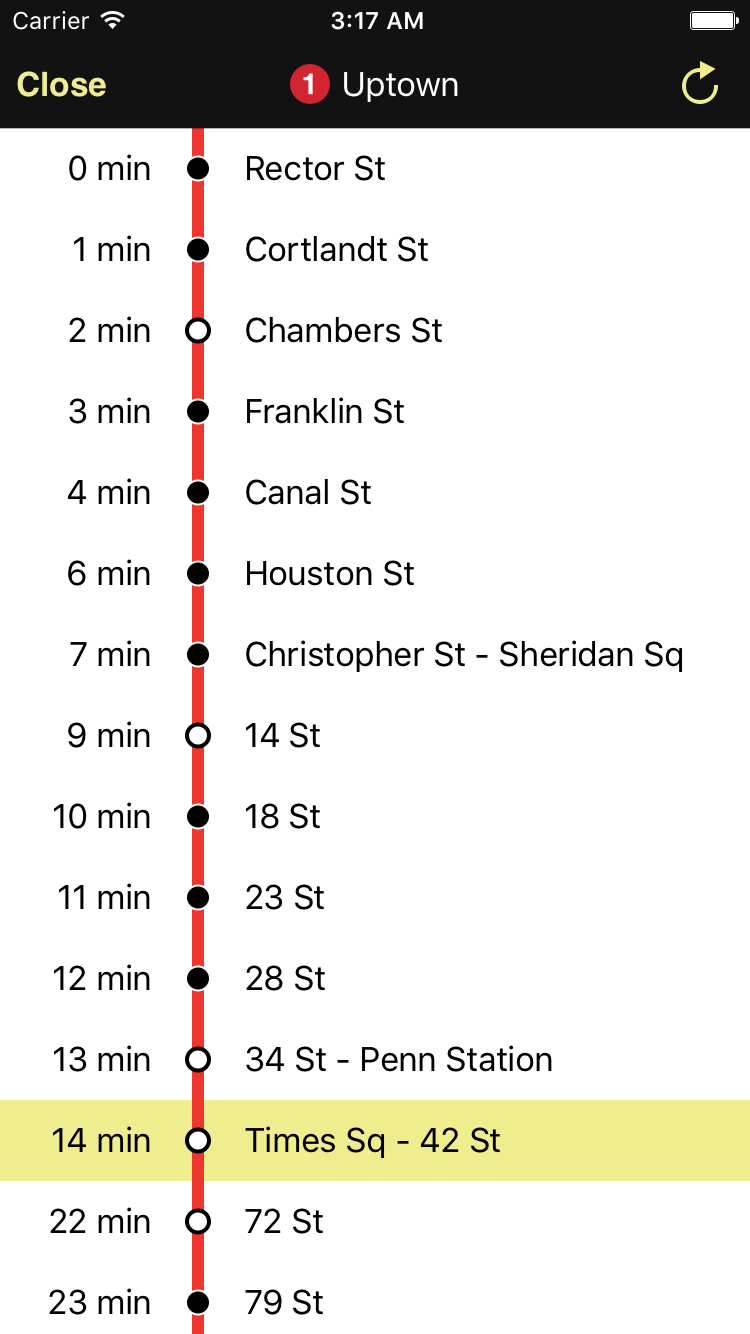 Carrier 3:17 AM
Close 1 Uptown
0 min Rector St
1 min Cortlandt St
2 min Chambers St
3 min Franklin St
4 min Canal St
6 min Houston St
7 min Christopher St - Sheridan Sq
9 min 14 St
10 min 18 St
11 min 23 St
12 min 28 St
13 min 34 St - Penn Station
14 min Times Sq - 42 St
22 min 72 St
23 min 79 St